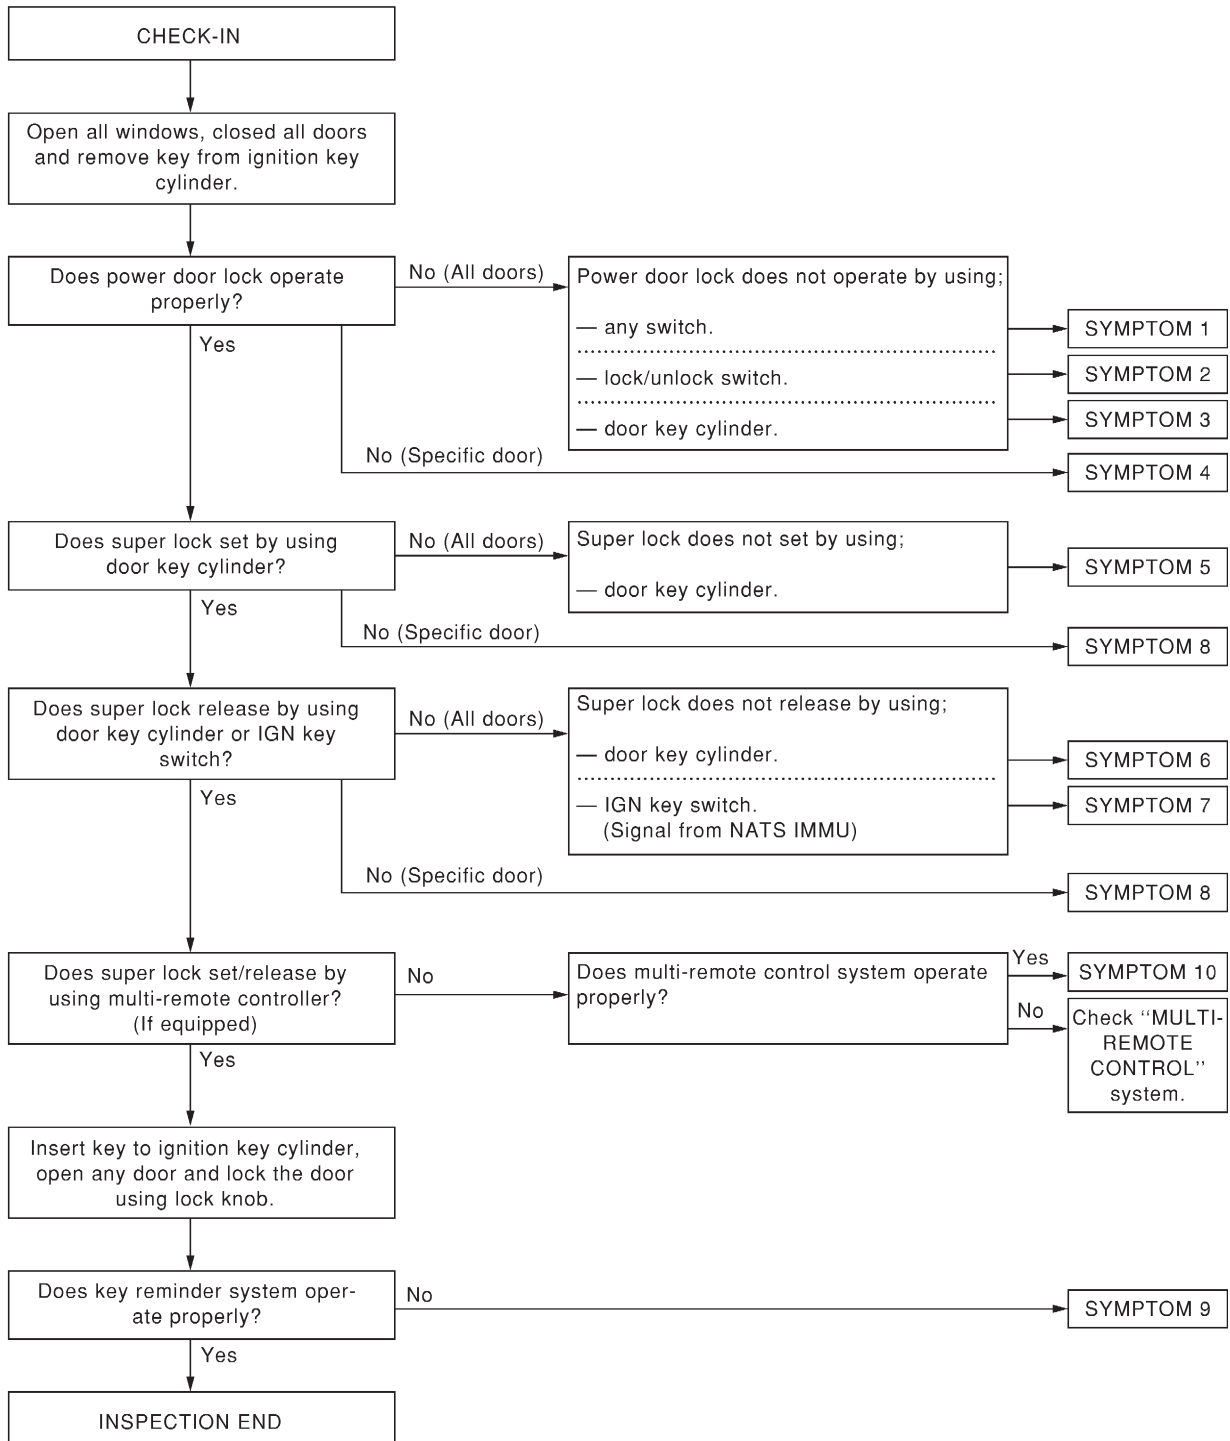 CHECK-IN
Open all windows, closed all doors
and remove key from ignition key
cylinder.
Does power door lock operate
properly?
No (All doors)
Power door lock does not operate by using;
— any switch.
SYMPTOM 1
— lock/unlock switch.
SYMPTOM 2
— door key cylinder.
SYMPTOM 3
Yes
No (Specific door)
SYMPTOM 4
Does super lock set by using
door key cylinder?
No (All doors)
Super lock does not set by using;
— door key cylinder.
SYMPTOM 5
Yes
No (Specific door)
SYMPTOM 8
Does super lock release by using
door key cylinder or IGN key
switch?
No (All doors)
Super lock does not release by using;
— door key cylinder.
SYMPTOM 6
— IGN key switch.
(Signal from NATS IMMU)
SYMPTOM 7
Yes
No (Specific door)
SYMPTOM 8
Does super lock set/release by
using multi-remote controller?
(If equipped)
No
Does multi-remote control system operate
properly?
Yes
SYMPTOM 10
No
Check “MULTI-
REMOTE
CONTROL”
system.
Yes
Insert key to ignition key cylinder,
open any door and lock the door
using lock knob.
Does key reminder system oper-
ate properly?
No
SYMPTOM 9
Yes
INSPECTION END